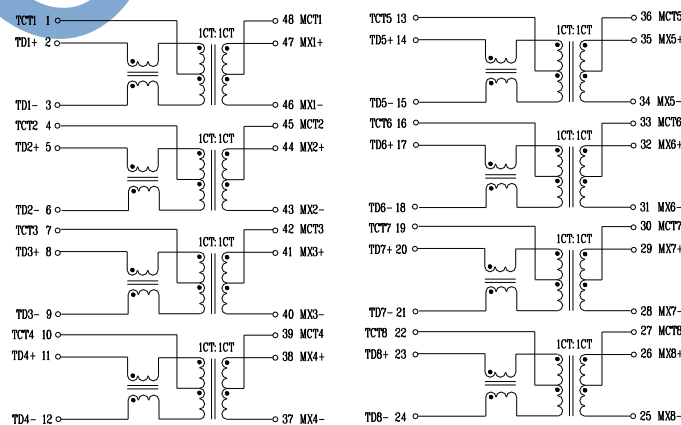 TCT1 1 48 MCT1
1CT:1CT
TD1+ 2 47 MX1+
TD1- 3 46 MX1-
TCT2 4 45 MCT2
1CT:1CT
TD2+ 5 44 MX2+
TD2- 6 43 MX2-
TCT3 7 42 MCT3
1CT:1CT
TD3+ 8 41 MX3+
TD3- 9 40 MX3-
TCT4 10 39 MCT4
1CT:1CT
TD4+ 11 38 MX4+
TD4- 12 37 MX4-
TCT5 13 36 MCT5
1CT:1CT
TD5+ 14 35 MX5+
TD5- 15 34 MX5-
TCT6 16 33 MCT6
1CT:1CT
TD6+ 17 32 MX6+
TD6- 18 31 MX6-
TCT7 19 30 MCT7
1CT:1CT
TD7+ 20 29 MX7+
TD7- 21 28 MX7-
TCT8 22 27 MCT8
1CT:1CT
TD8+ 23 26 MX8+
TD8- 24 25 MX8-